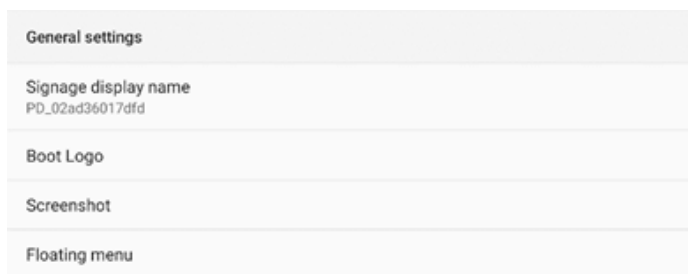 General settings
Signage display name
PD_02ad36017dfd
Boot Logo
Screenshot
Floating menu